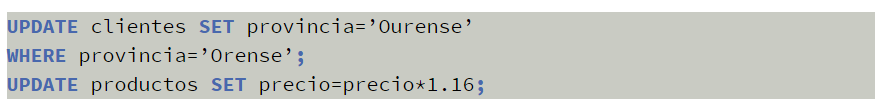 UPDATE clientes SET provincia=’Ourense’
WHERE provincia=’Orense’;
UPDATE productos SET precio=precio*1.16;